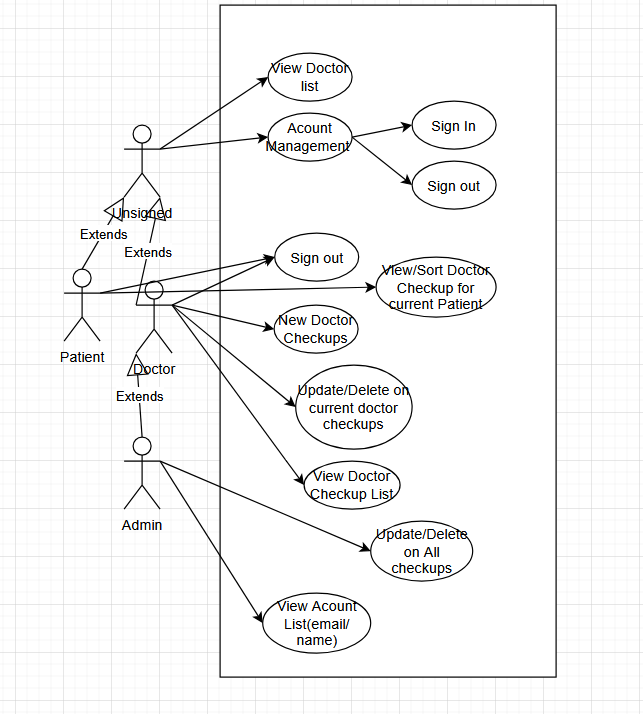 View Doctor
list
Acount
Management
Sign In
Sign out
Unsigned
Extends
Extends
Sign out
View/Sort Doctor
Checkup for
current Patient
New Doctor
Checkups
Patient
Doctor
Extends
Update/Delete on
current doctor
checkups
View Doctor
Checkup List
Admin
Update/Delete
on All
checkups
View Acount
List(email/
name)